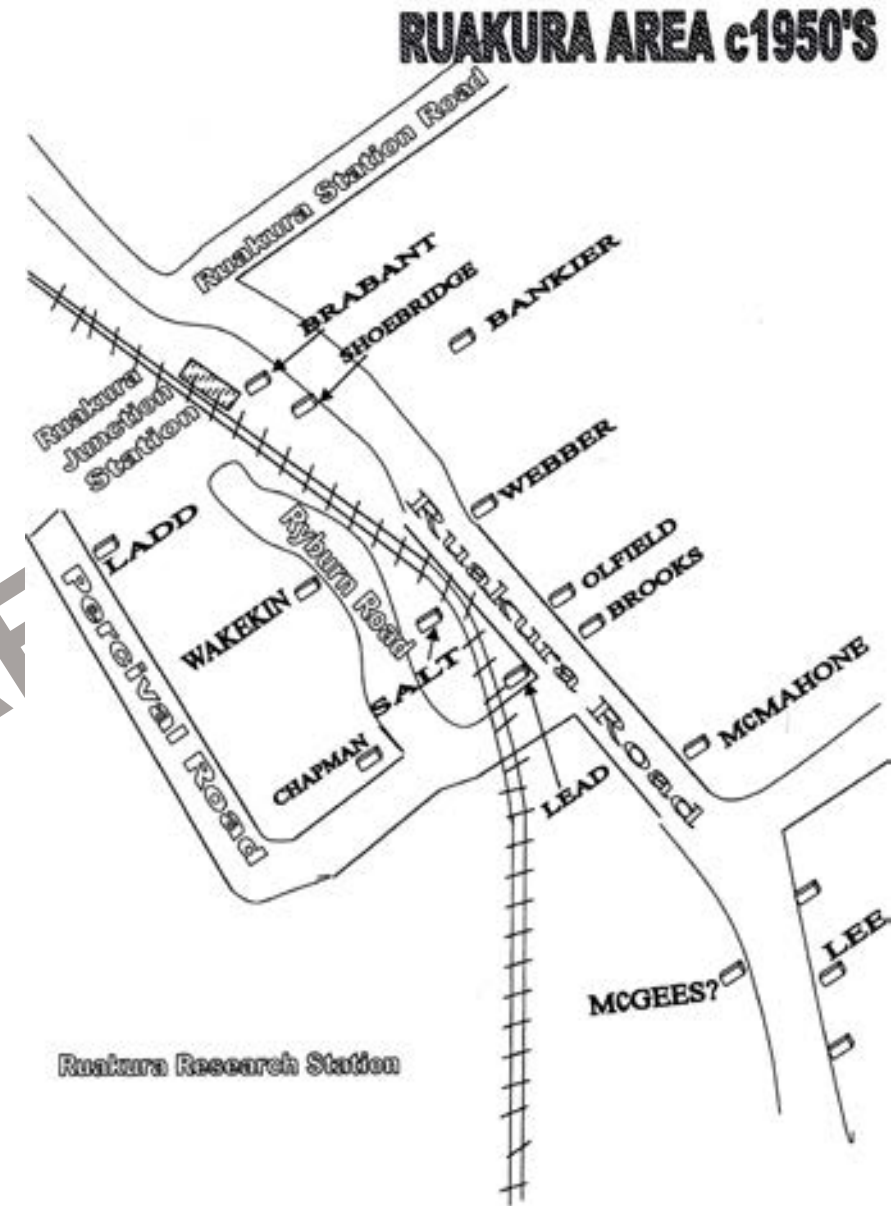 RUAKURA AREA c1950'S
Ruakura Station Road
BRABANT
SHOEBRIDGE
BANKIER
Ruakura
Junction
Station
WEBBER
LADD
Ryburn Road
Ruakura Road
OLFIELD
BROOKS
WAKEKIN
Percival Road
SALT
MCMAHONE
CHAPMAN
LEAD
LEE
MCGEES?
Ruakura Research Station